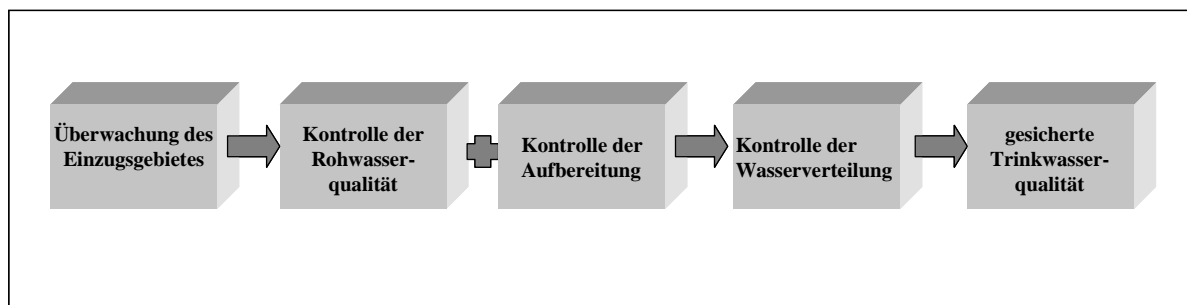 Überwachung des
Einzugsgebietes
Kontrolle der
Rohwasser-
qualität
Kontrolle der
Aufbereitung
Kontrolle der
Wasserverteilung
gesicherte
Trinkwasser-
qualität